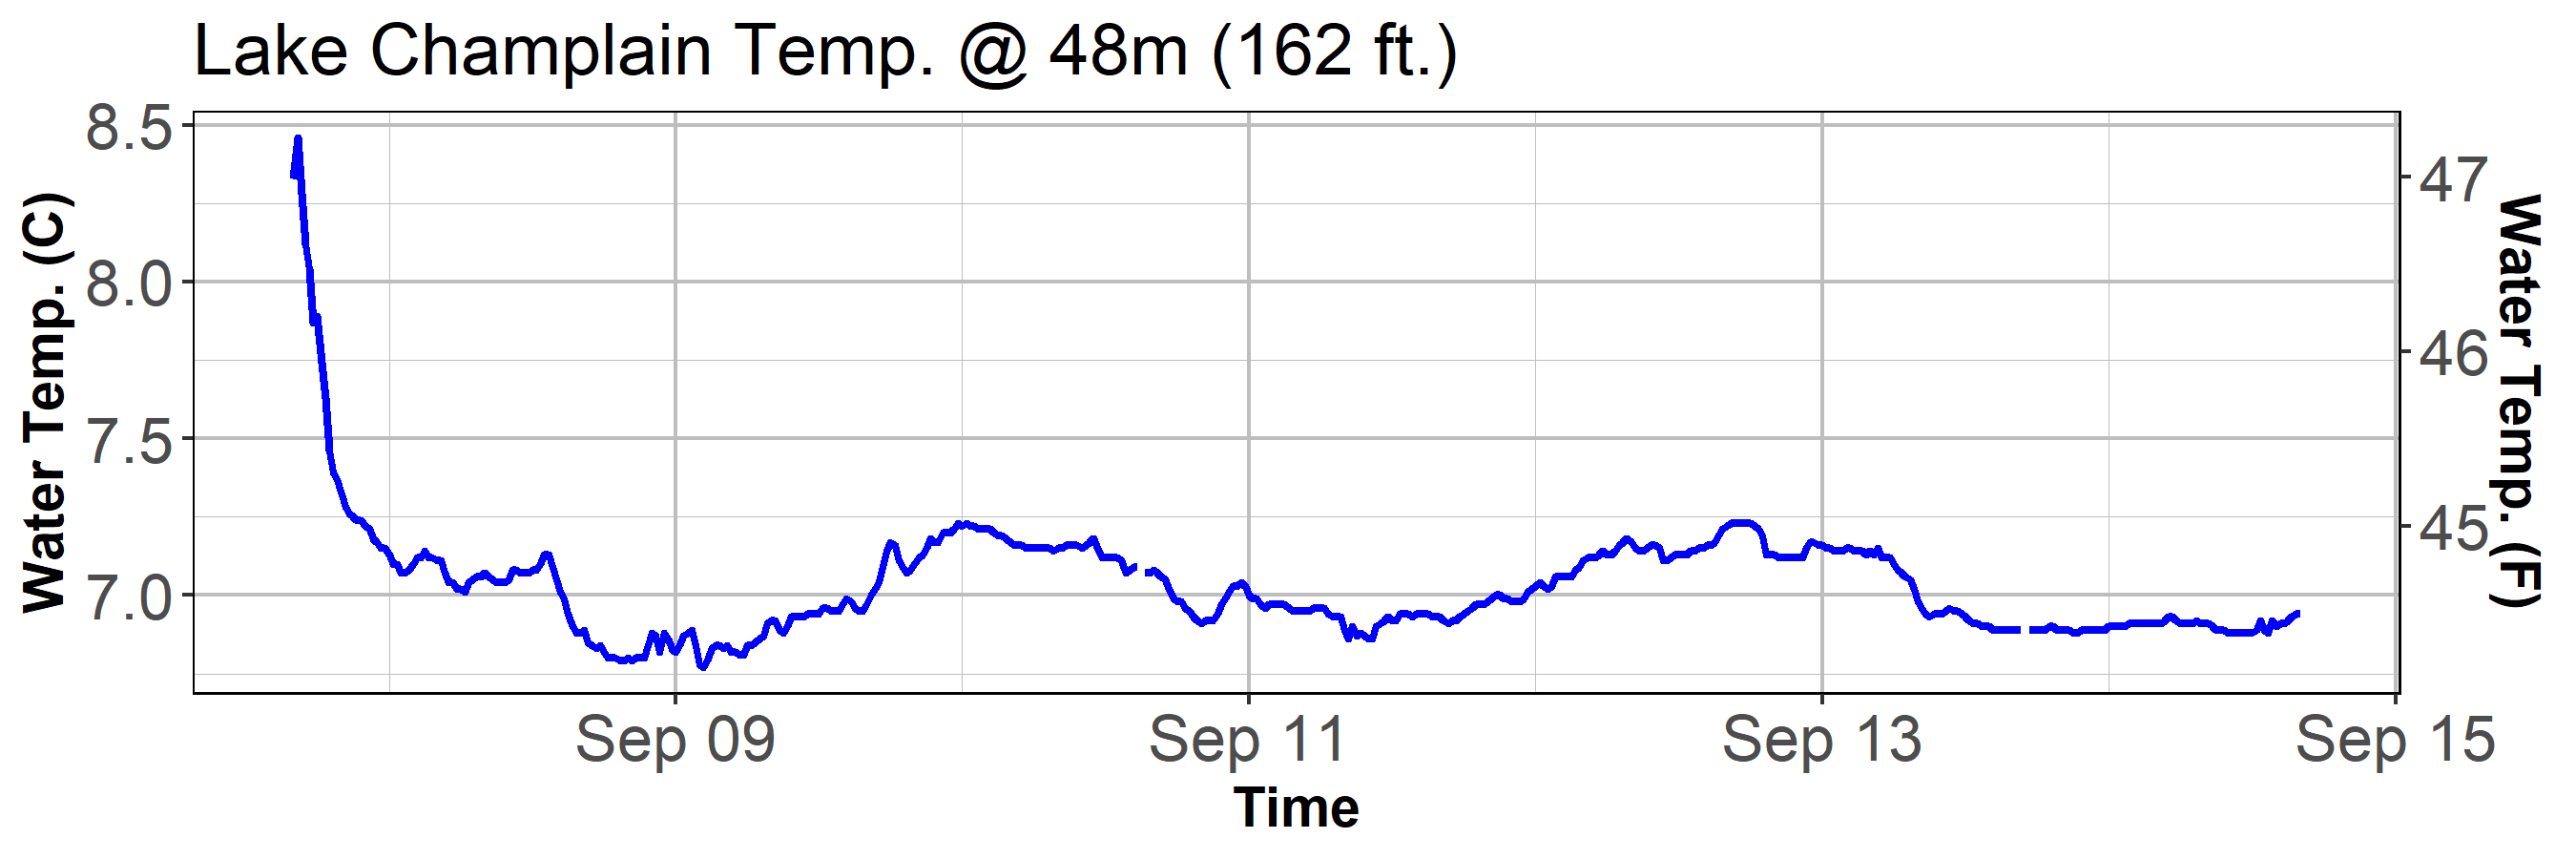 Lake Champlain Temp. @ 48m (162 ft.)
Water Temp. (C)
8.5
8.0
7.5
7.0
47
46
45
Water Temp. (F)
Sep 09
Sep 11
Sep 13
Sep 15
Time